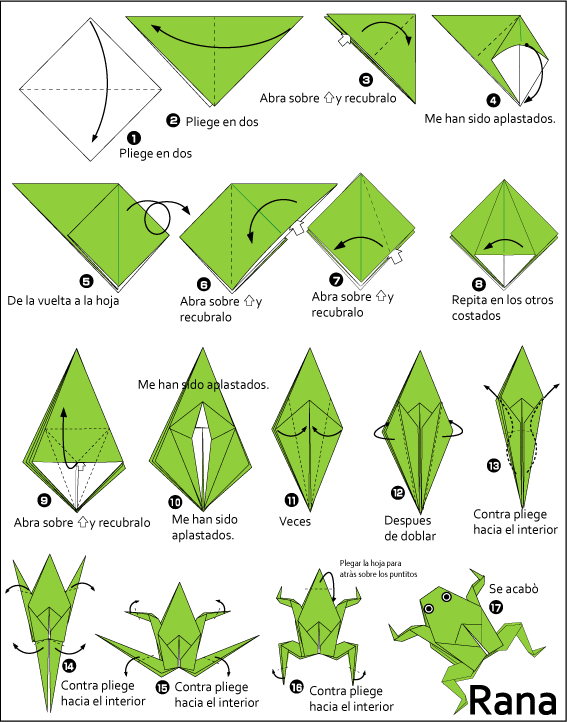 1
Pliege en dos
2 Pliege en dos
3
Abra sobre ⇧y recubralo
4
Me han sido aplastados.
5
De la vuelta a la hoja
6
Abra sobre ⇧y
recubralo
7
Abra sobre ⇧y
recubralo
8
Repita en los otros
costados
9
Abra sobre ⇧y recubralo
Me han sido aplastados.
10
Me han sido
aplastados.
11
Veces
12
Despues
de doblar
13
Contra pliege
hacia el interior
14
Contra pliege
hacia el interior
15 Contra pliege
hacia el interior
Plegar la hoja para
atràs sobre los puntitos
16 Contra pliege
hacia el interior
Se acabò
17
Rana